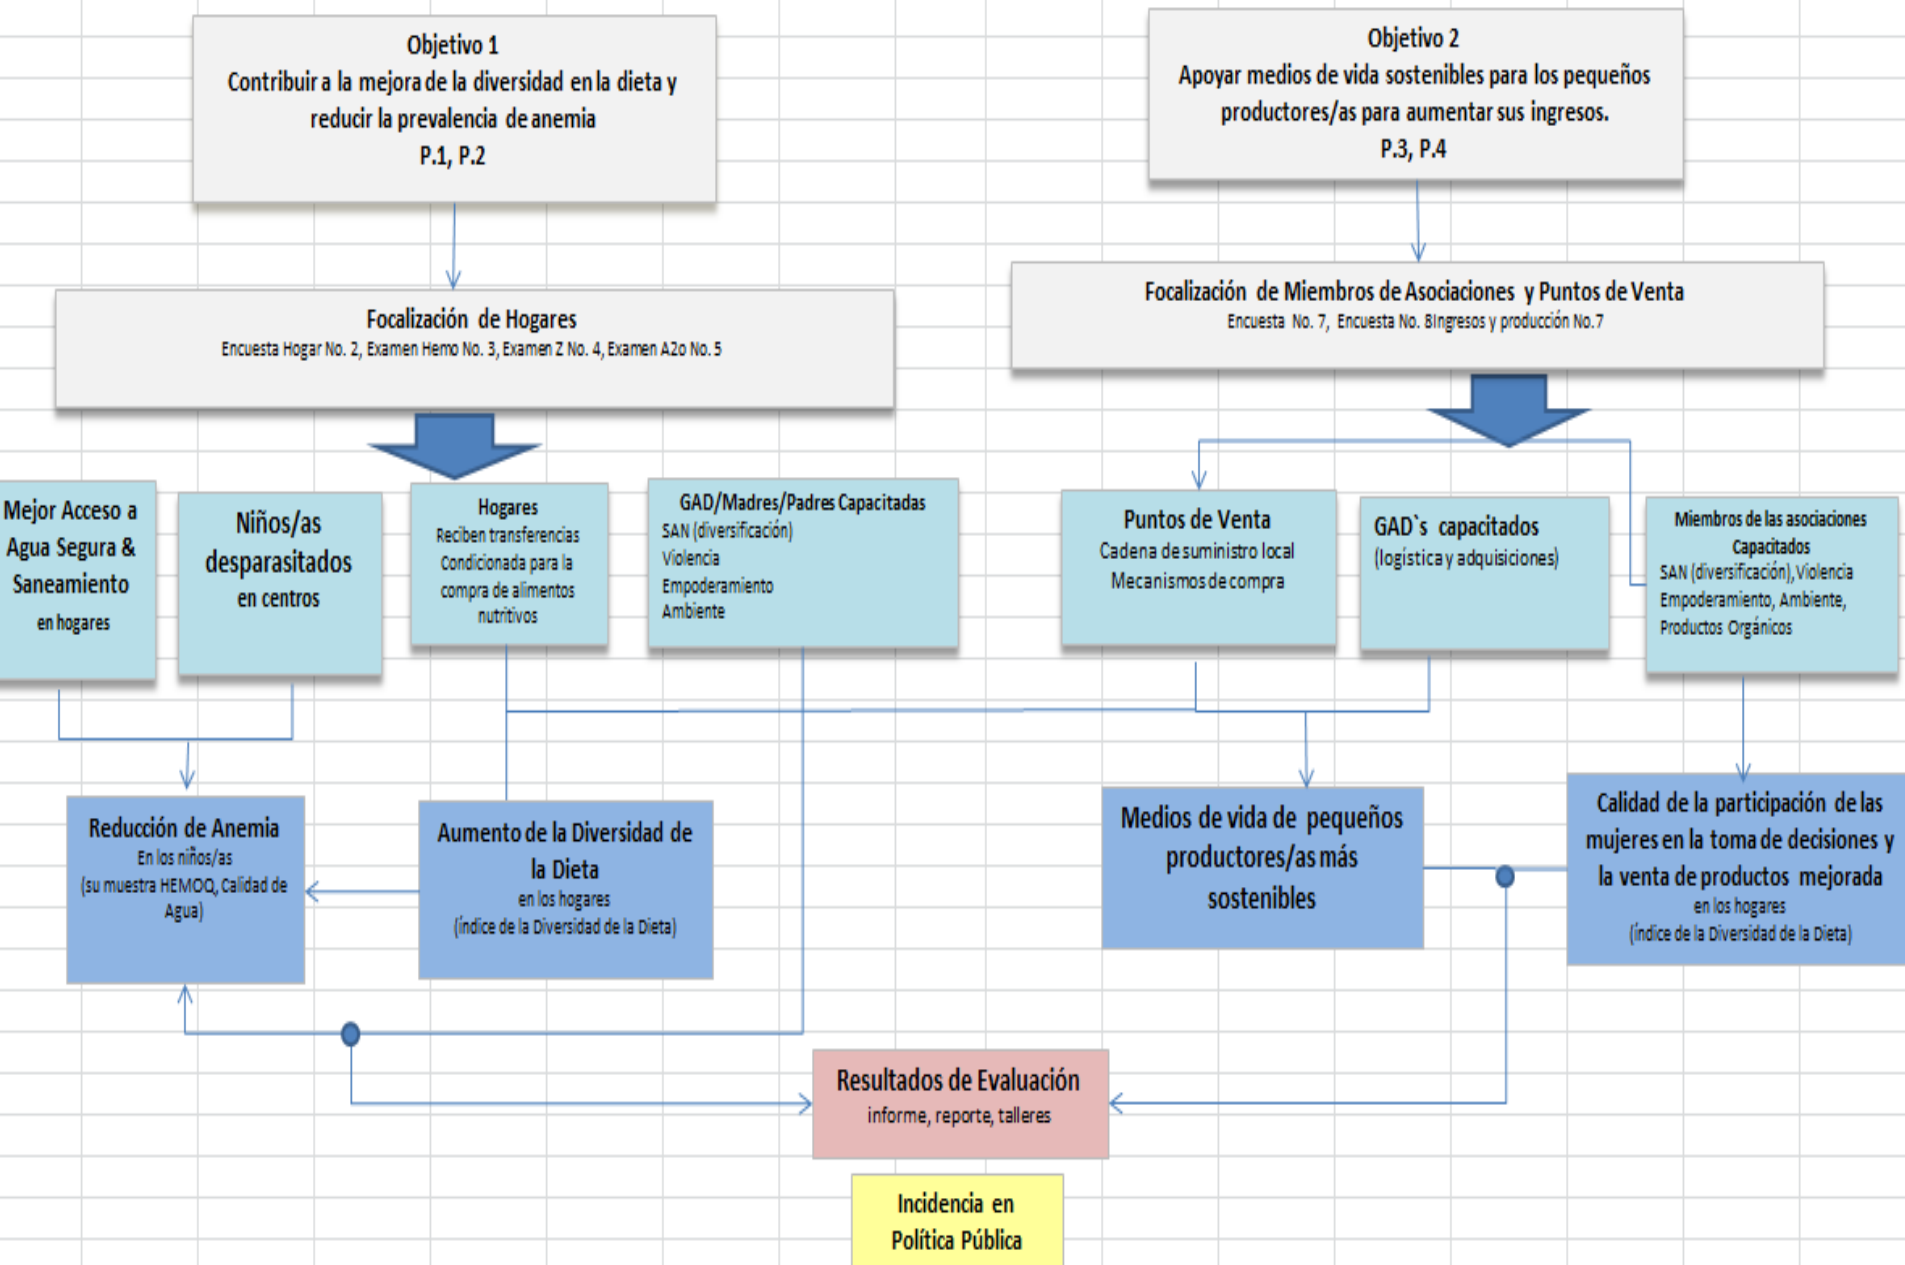 Objetivo 1
Contribuir a la mejora de la diversidad en la dieta y
reducir la prevalencia de anemia
P.1, P.2
Objetivo 2
Apoyar medios de vida sostenibles para los pequeños
productores/as para aumentar sus ingresos.
P.3, P.4
Focalización de Hogares
Encuesta Hogar No. 2, Examen Hemo No. 3, Examen Z No. 4, Examen A2o No. 5
Focalización de Miembros de Asociaciones y Puntos de Venta
Encuesta No. 7, Encuesta No. 8Ingresos y producción No.7
Mejor Acceso a
Agua Segura &
Saneamiento
en hogares
Niños/as
desparasitados
en centros
Hogares
Reciben transferencias
Condicionada para la
compra de alimentos
nutritivos
GAD/Madres/Padres Capacitadas
SAN (diversificación)
Violencia
Empoderamiento
Ambiente
Puntos de Venta
Cadena de suministro local
Mecanismos de compra
GAD`s capacitados
(logística y adquisiciones)
Miembros de las asociaciones
Capacitados
SAN (diversificación), Violencia
Empoderamiento, Ambiente,
Productos Orgánicos
Reducción de Anemia
En los niños/as
(su muestra HEMOQ, Calidad de
Agua)
Aumento de la Diversidad de
la Dieta
en los hogares
(índice de la Diversidad de la Dieta)
Medios de vida de pequeños
productores/as más
sostenibles
Calidad de la participación de las
mujeres en la toma de decisiones y
la venta de productos mejorada
en los hogares
(índice de la Diversidad de la Dieta)
Resultados de Evaluación
informe, reporte, talleres
Incidencia en
Política Pública